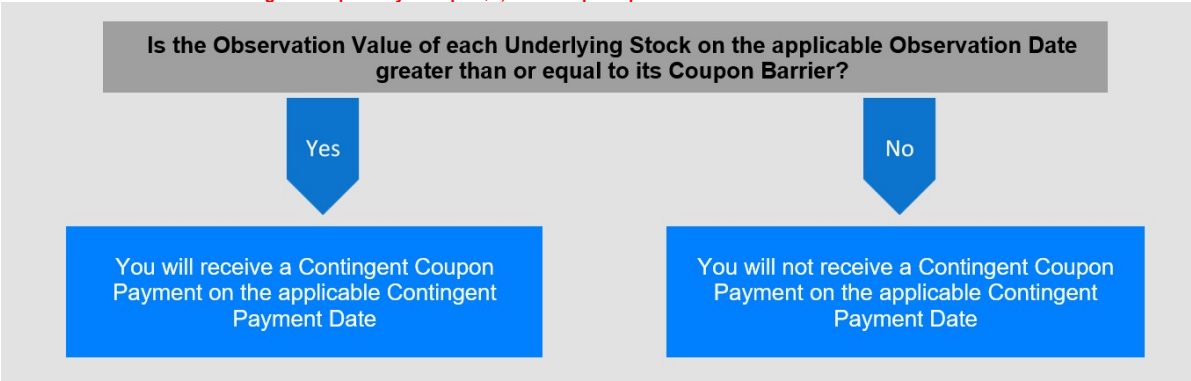 Is the Observation Value of each Underlying Stock on the applicable Observation Date
greater than or equal to its Coupon Barrier?
Yes
No
You will receive a Contingent Coupon
Payment on the applicable Contingent
Payment Date
You will not receive a Contingent Coupon
Payment on the applicable Contingent
Payment Date